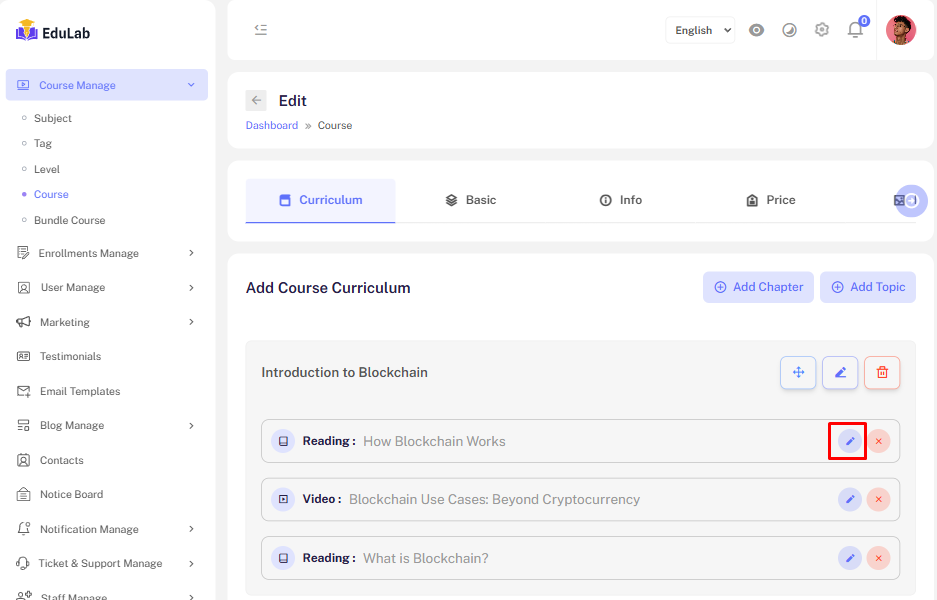 EduLab
English
0
Course Manage
Subject
Tag
Level
Course
Bundle Course
Enrollments Manage
User Manage
Marketing
Testimonials
Email Templates
Blog Manage
Contacts
Notice Board
Notification Manage
Ticket & Support Manage
Staff Manage
Edit
Dashboard » Course
Curriculum
Basic
Info
Price
Add Course Curriculum
Add Chapter
Add Topic
Introduction to Blockchain
Reading : How Blockchain Works
Video : Blockchain Use Cases: Beyond Cryptocurrency
Reading : What is Blockchain?